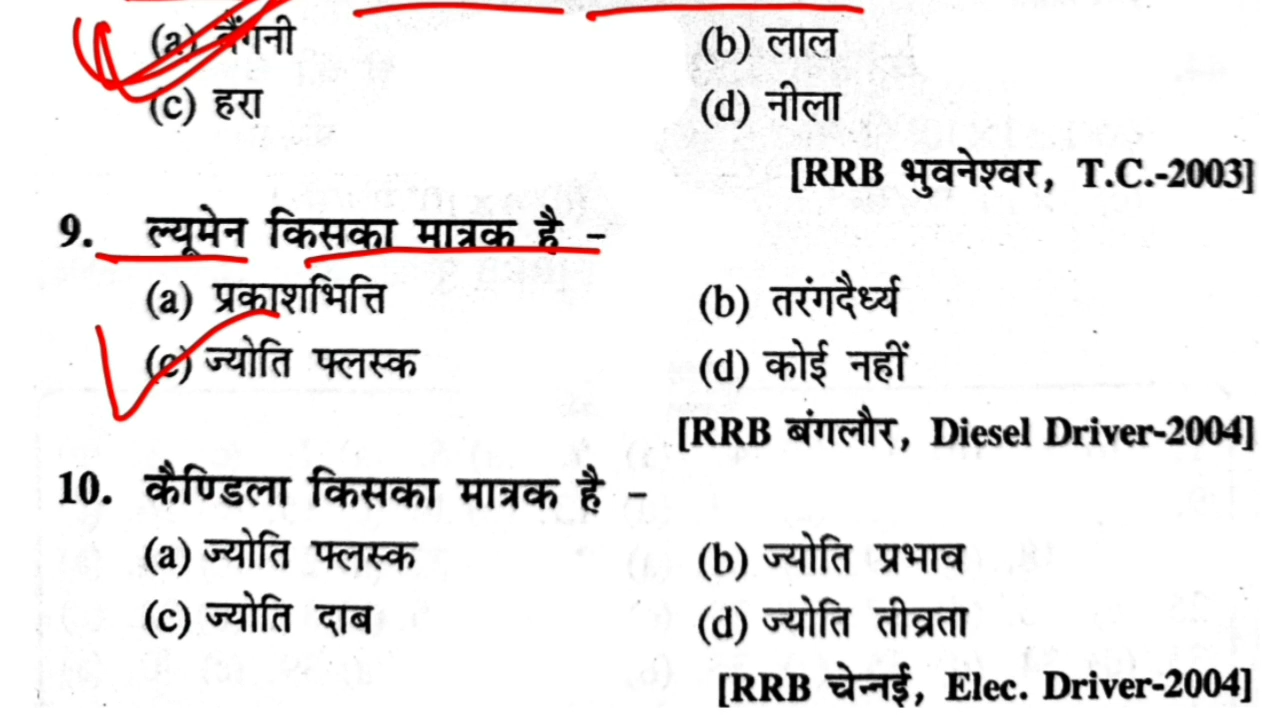 (a) बैंगनी (b) लाल
(c) हरा (d) नीला
[RRB भुवनेश्वर, T.C.-2003]
9. ल्यूमेन किसका मात्रक है –
(a) प्रकाशभित्ति (b) तरंगदैर्ध्य
(c) ज्योति फ्लस्क (d) कोई नहीं
[RRB बंगलौर, Diesel Driver-2004]
10. कैण्डिला किसका मात्रक है –
(a) ज्योति फ्लस्क (b) ज्योति प्रभाव
(c) ज्योति दाब (d) ज्योति तीव्रता
[RRB चेन्नई, Elec. Driver-2004]